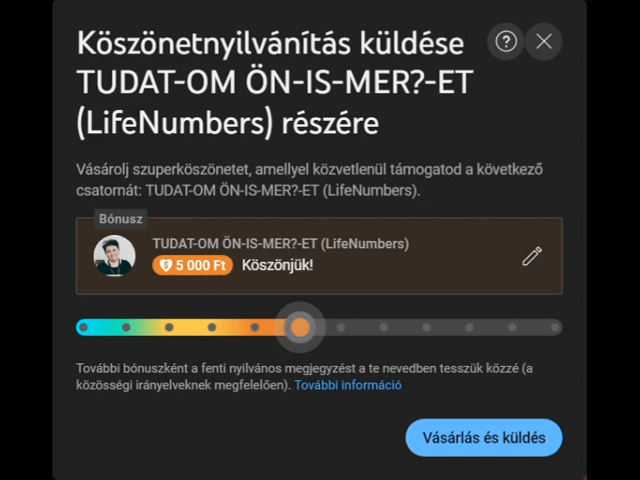 Köszönetnyilvánítás küldése
TUDAT-OM ÖN-IS-MER?-ET
(LifeNumbers) részére
Vásárolj szuperköszönetet, amellyel közvetlenül támogatod a következő
csatornát: TUDAT-OM ÖN-IS-MER?-ET (LifeNumbers).
Bónusz
TUDAT-OM ÖN-IS-MER?-ET (LifeNumbers)
5 000 Ft Köszönjük!
További bónuszként a fenti nyilvános megjegyzést a te nevedben tesszük közzé (a
közösségi irányelveknek megfelelően). További információ
Vásárlás és küldés